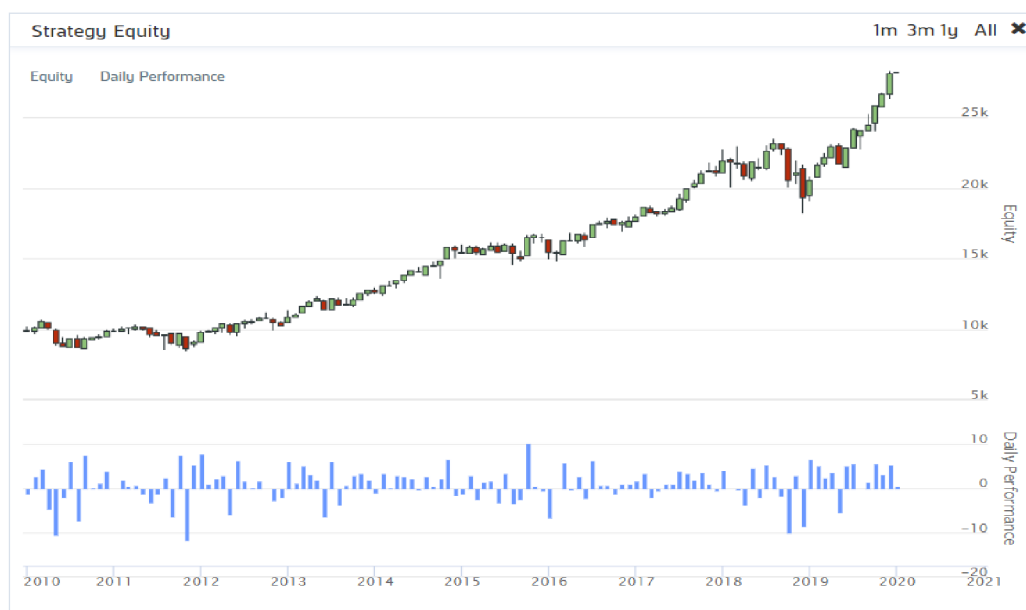 Strategy Equity 1m 3m 1y All ✖
Equity Daily Performance
25k
20k
15k
10k
5k
Equity
10
0
-10
-20
Daily Performance
2010 2011 2012 2013 2014 2015 2016 2017 2018 2019 2020 2021